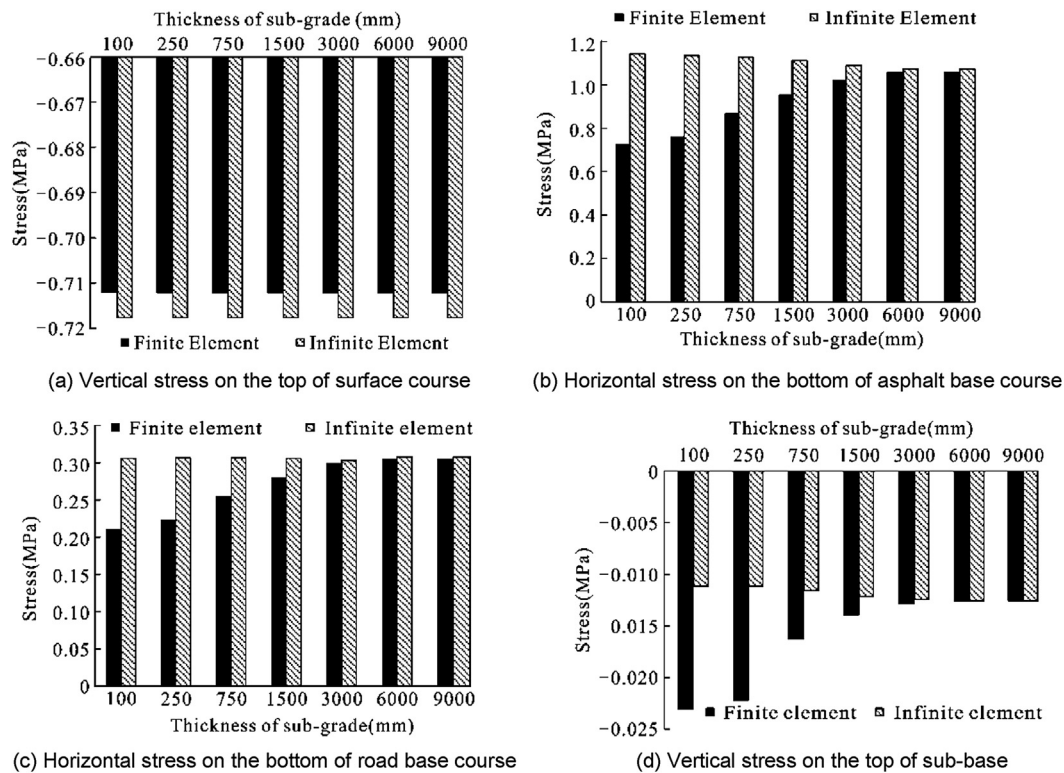 Thickness of sub-grade (mm)
100 250 750 1500 3000 6000 9000
−0.66
−0.67
−0.68
−0.69
−0.70
−0.71
−0.72
Stress(MPa)
Finite Element Infinite Element
(a) Vertical stress on the top of surface course
Finite Element Infinite Element
1.2
1.0
0.8
0.6
0.4
0.2
0
Stress(MPa)
100 250 750 1500 3000 6000 9000
Thickness of sub-grade(mm)
(b) Horizontal stress on the bottom of asphalt base course
Finite element Infinite element
0.35
0.30
0.25
0.20
0.15
0.10
0.05
0
Stress(MPa)
100 250 750 1500 3000 6000 9000
Thickness of sub-grade(mm)
(c) Horizontal stress on the bottom of road base course
Thickness of sub-grade(mm)
100 250 750 1500 3000 6000 9000
0
−0.005
−0.010
0.015
−0.020
−0.025
Stress(MPa)
Finite element Infinite element
(d) Vertical stress on the top of sub-base